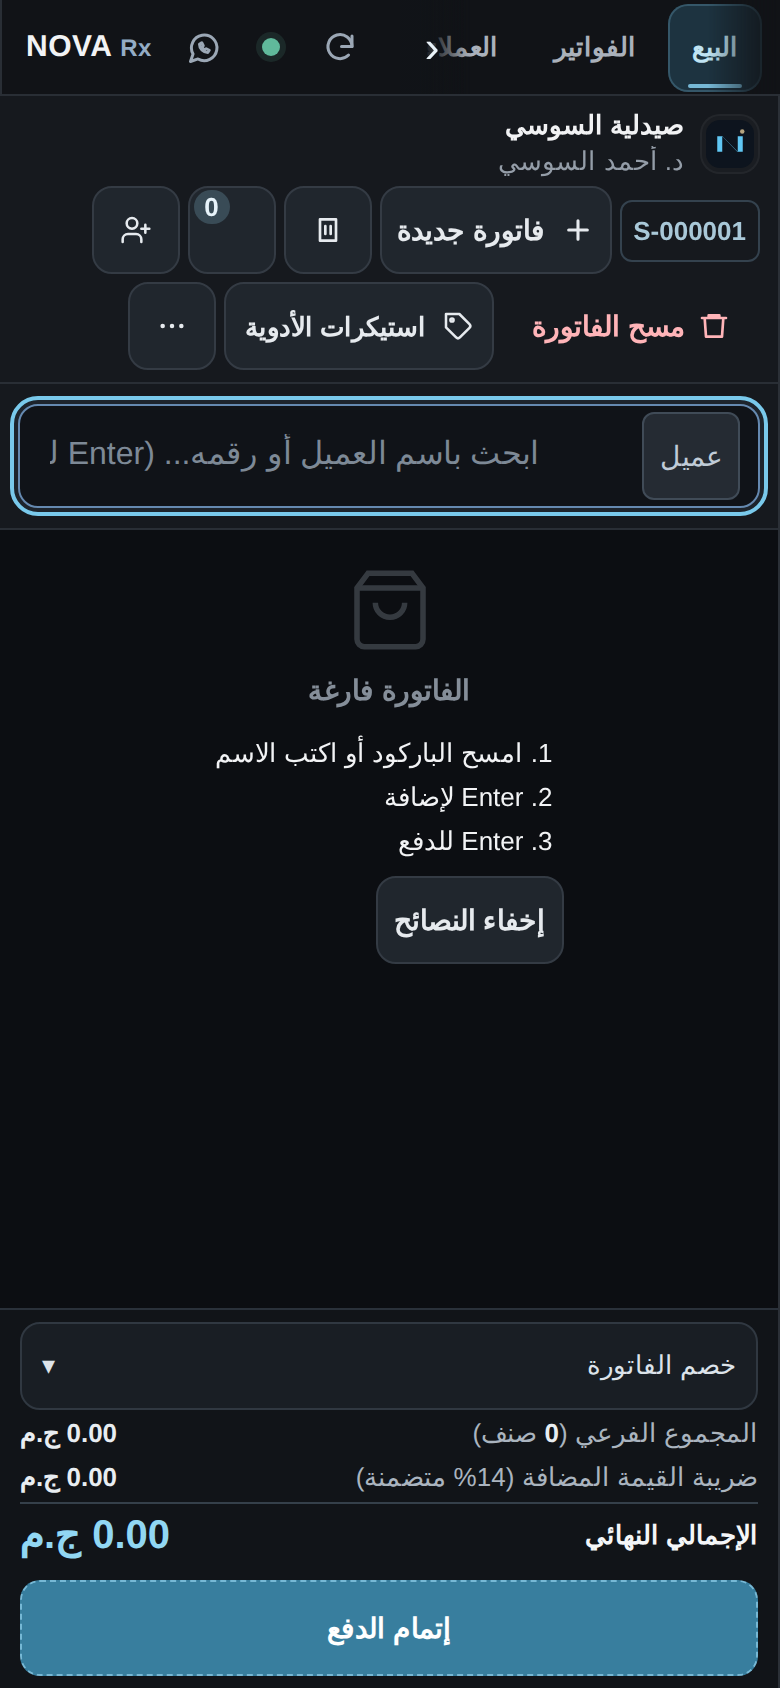 البيع الفواتير العملا › NOVA Rx
صيدلية السوسي
د. أحمد السوسي
S-000001 + فاتورة جديدة 0
مسح الفاتورة استيكرات الأدوية ...
عميل ابحث باسم العميل أو رقمه... (Enter ل
الفاتورة فارغة
1. امسح الباركود أو اكتب الاسم
2. Enter لإضافة
3. Enter للدفع
إخفاء النصائح
خصم الفاتورة ▼
المجموع الفرعي (0 صنف) 0.00 ج.م
ضريبة القيمة المضافة (14% متضمنة) 0.00 ج.م
الإجمالي النهائي 0.00 ج.م
إتمام الدفع